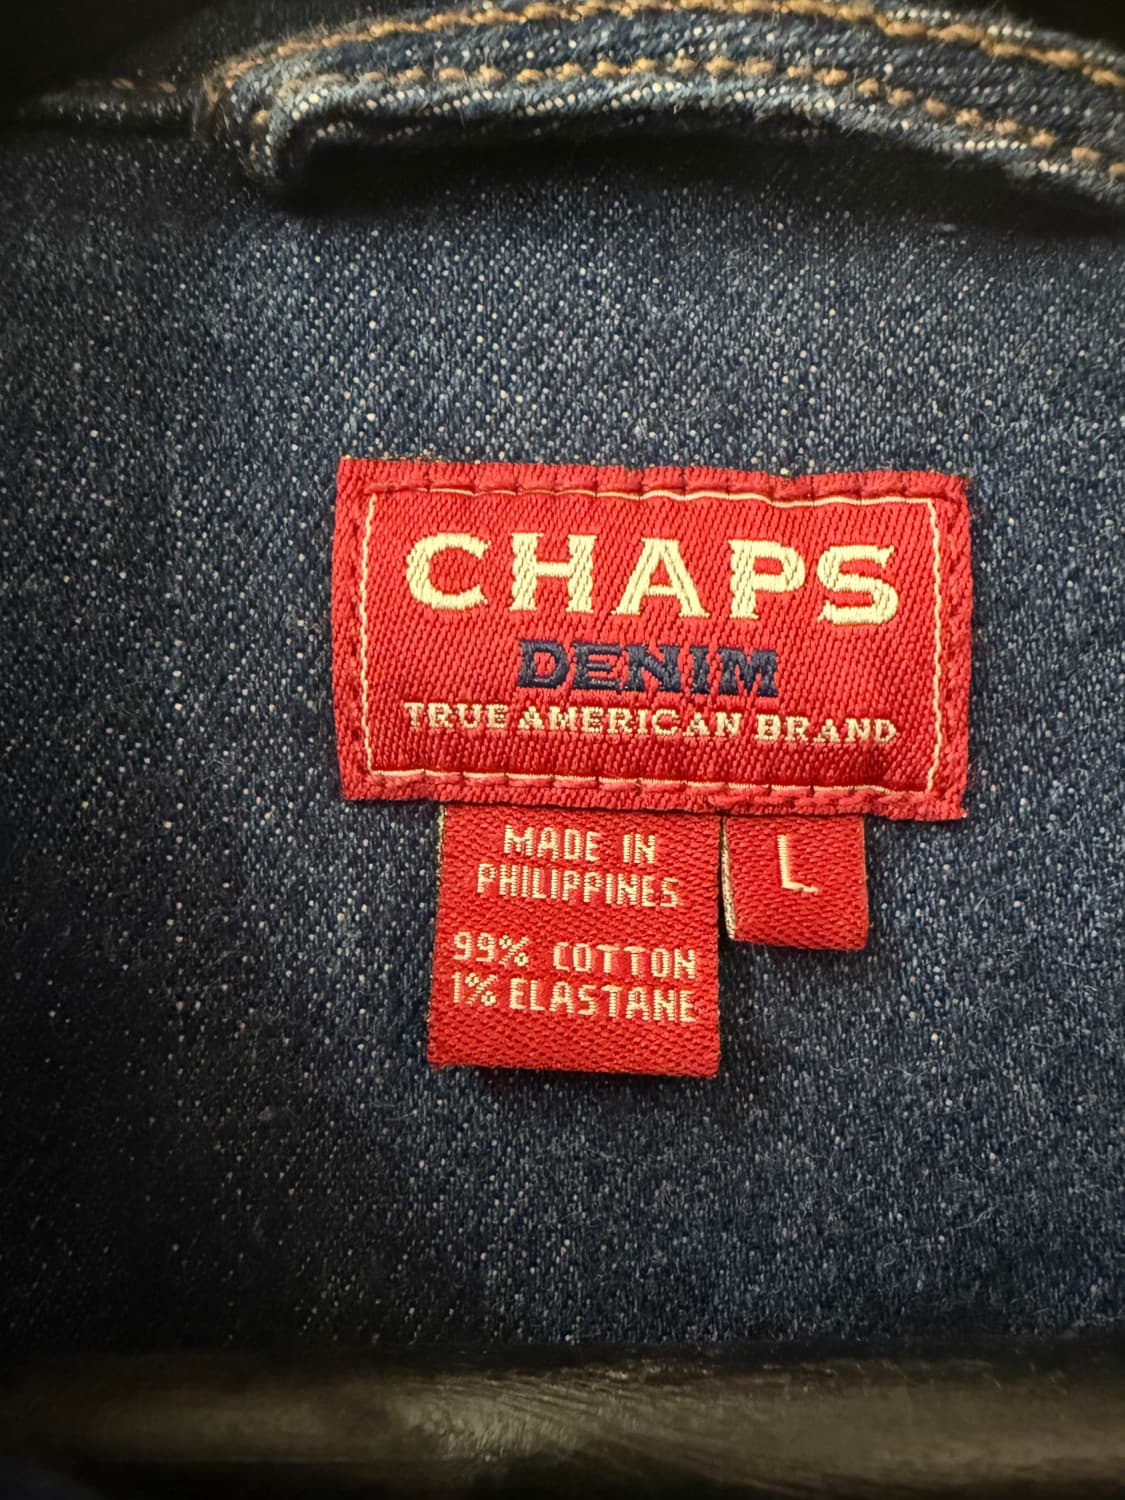 CHAPS
DENIM
TRUE AMERICAN BRAND
MADE IN
PHILIPPINES
99% COTTON
1% ELASTANE
L